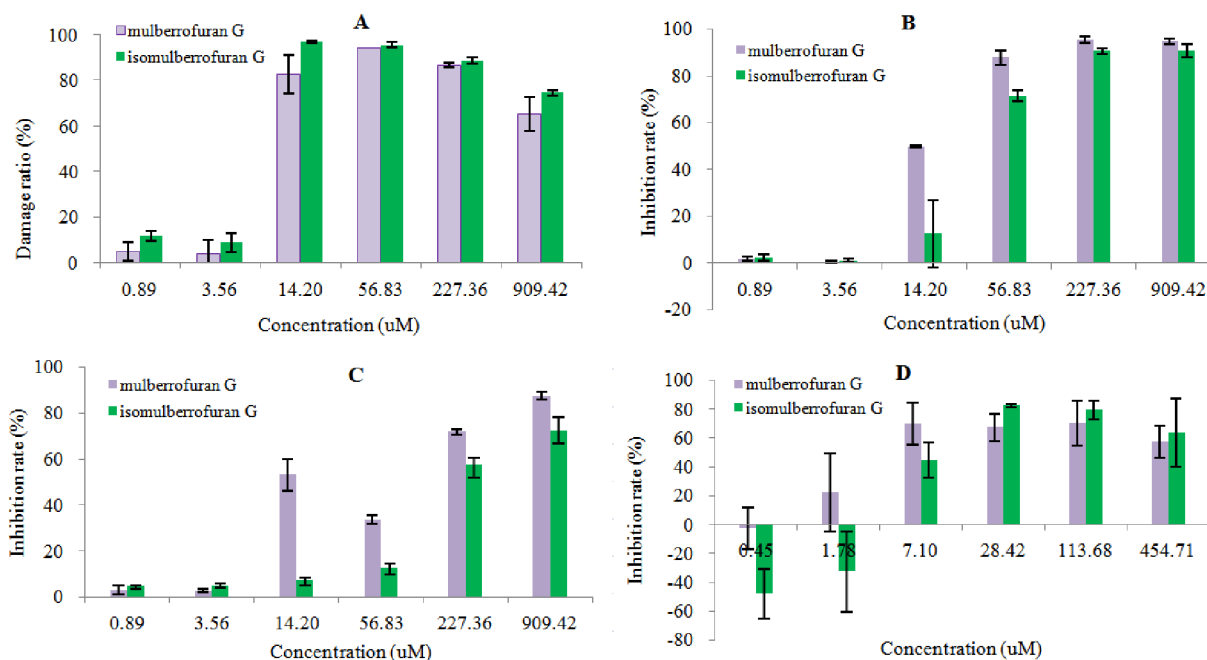 A
mulberrofuran G
isomulberrofuran G
Damage ratio (%)
100
80
60
40
20
0
0.89 3.56 14.20 56.83 227.36 909.42
Concentration (uM)
B
mulberrofuran G
isomulberrofuran G
Inhibition rate (%)
100
80
60
40
20
0
-20
0.89 3.56 14.20 56.83 227.36 909.42
Concentration (uM)
C
mulberrofuran G
isomulberrofuran G
Inhibition rate (%)
100
80
60
40
20
0
0.89 3.56 14.20 56.83 227.36 909.42
Concentration (uM)
D
mulberrofuran G
isomulberrofuran G
Inhibition rate (%)
100
80
60
40
20
0
-20
-40
-60
-80
0.45 1.78 7.10 28.42 113.68 454.71
Concentration (uM)